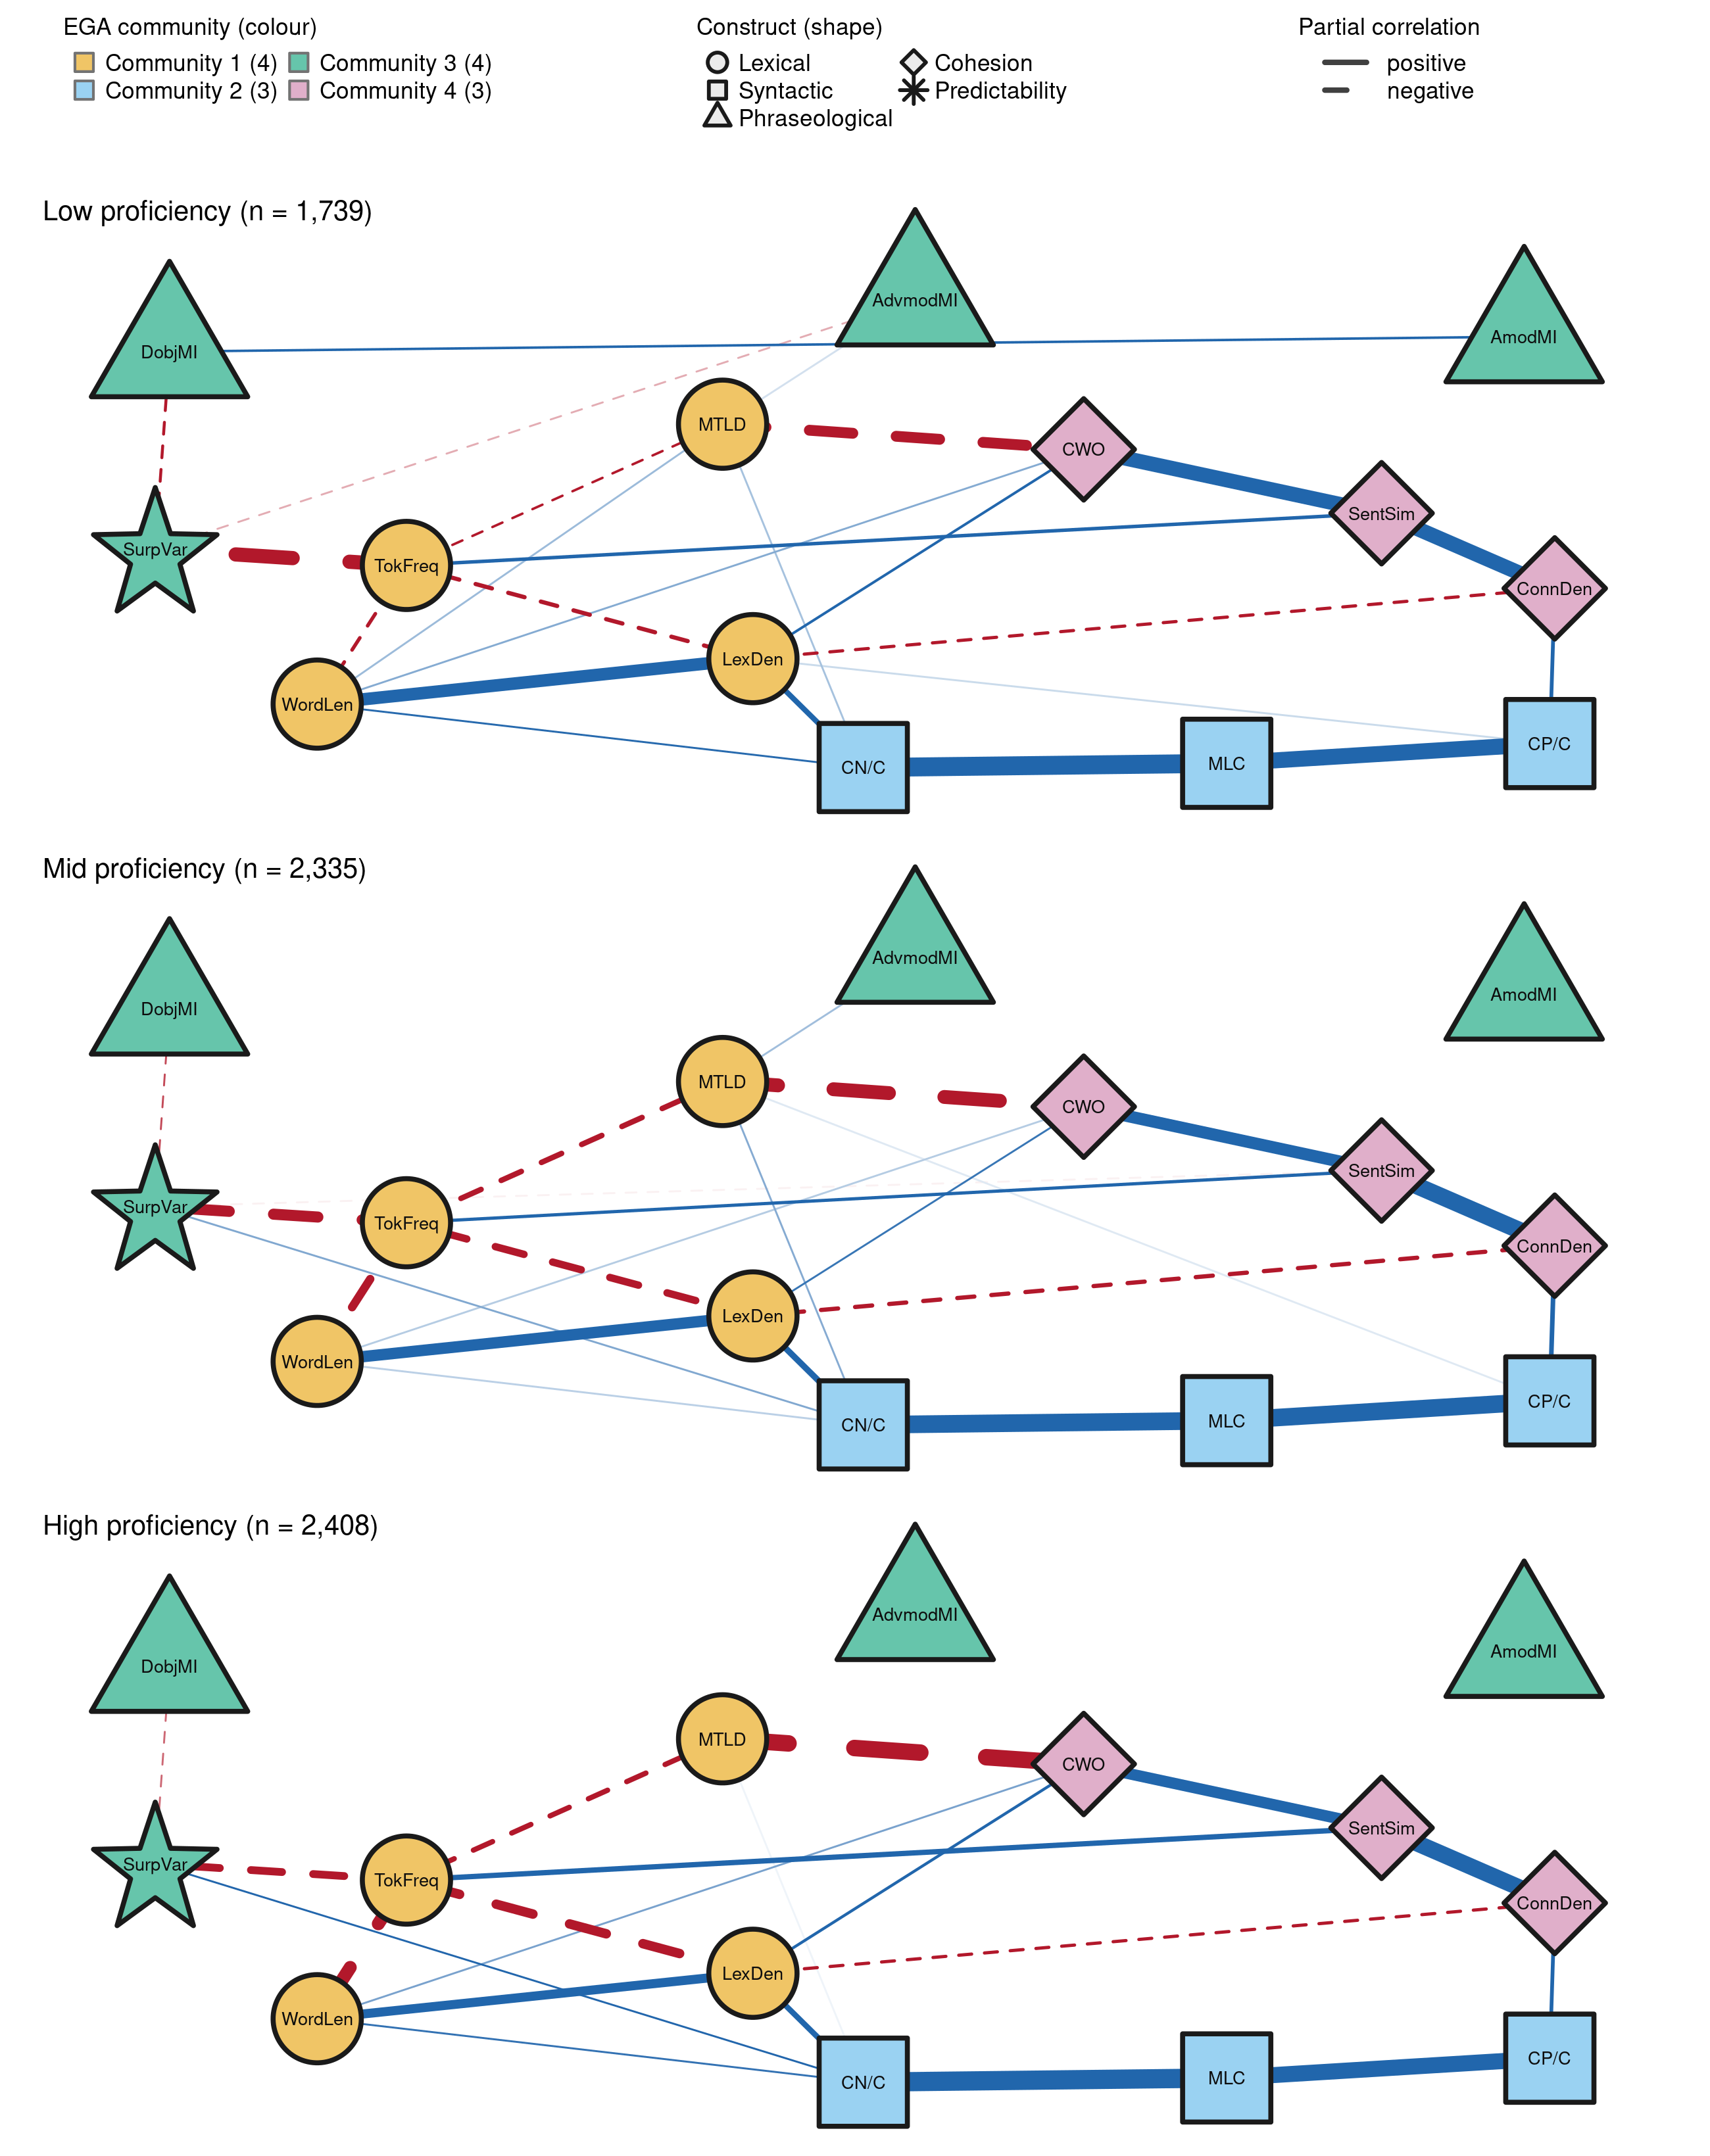 EGA community (colour)
Community 1 (4)
Community 3 (4)
Community 2 (3)
Community 4 (3)
Construct (shape)
Lexical
Cohesion
Syntactic
Predictability
Phraseological
Partial correlation
positive
negative
Low proficiency (n = 1,739)
AdvmodMI
AmodMI
DobjMI
MTLD
CWO
SentSim
SurpVar
TokFreq
ConnDen
LexDen
WordLen
CP/C
MLC
CN/C
Mid proficiency (n = 2,335)
AdvmodMI
AmodMI
DobjMI
MTLD
CWO
SentSim
SurpVar
TokFreq
ConnDen
LexDen
WordLen
CP/C
MLC
CN/C
High proficiency (n = 2,408)
AdvmodMI
AmodMI
DobjMI
MTLD
CWO
SentSim
SurpVar
TokFreq
ConnDen
LexDen
WordLen
CP/C
MLC
CN/C